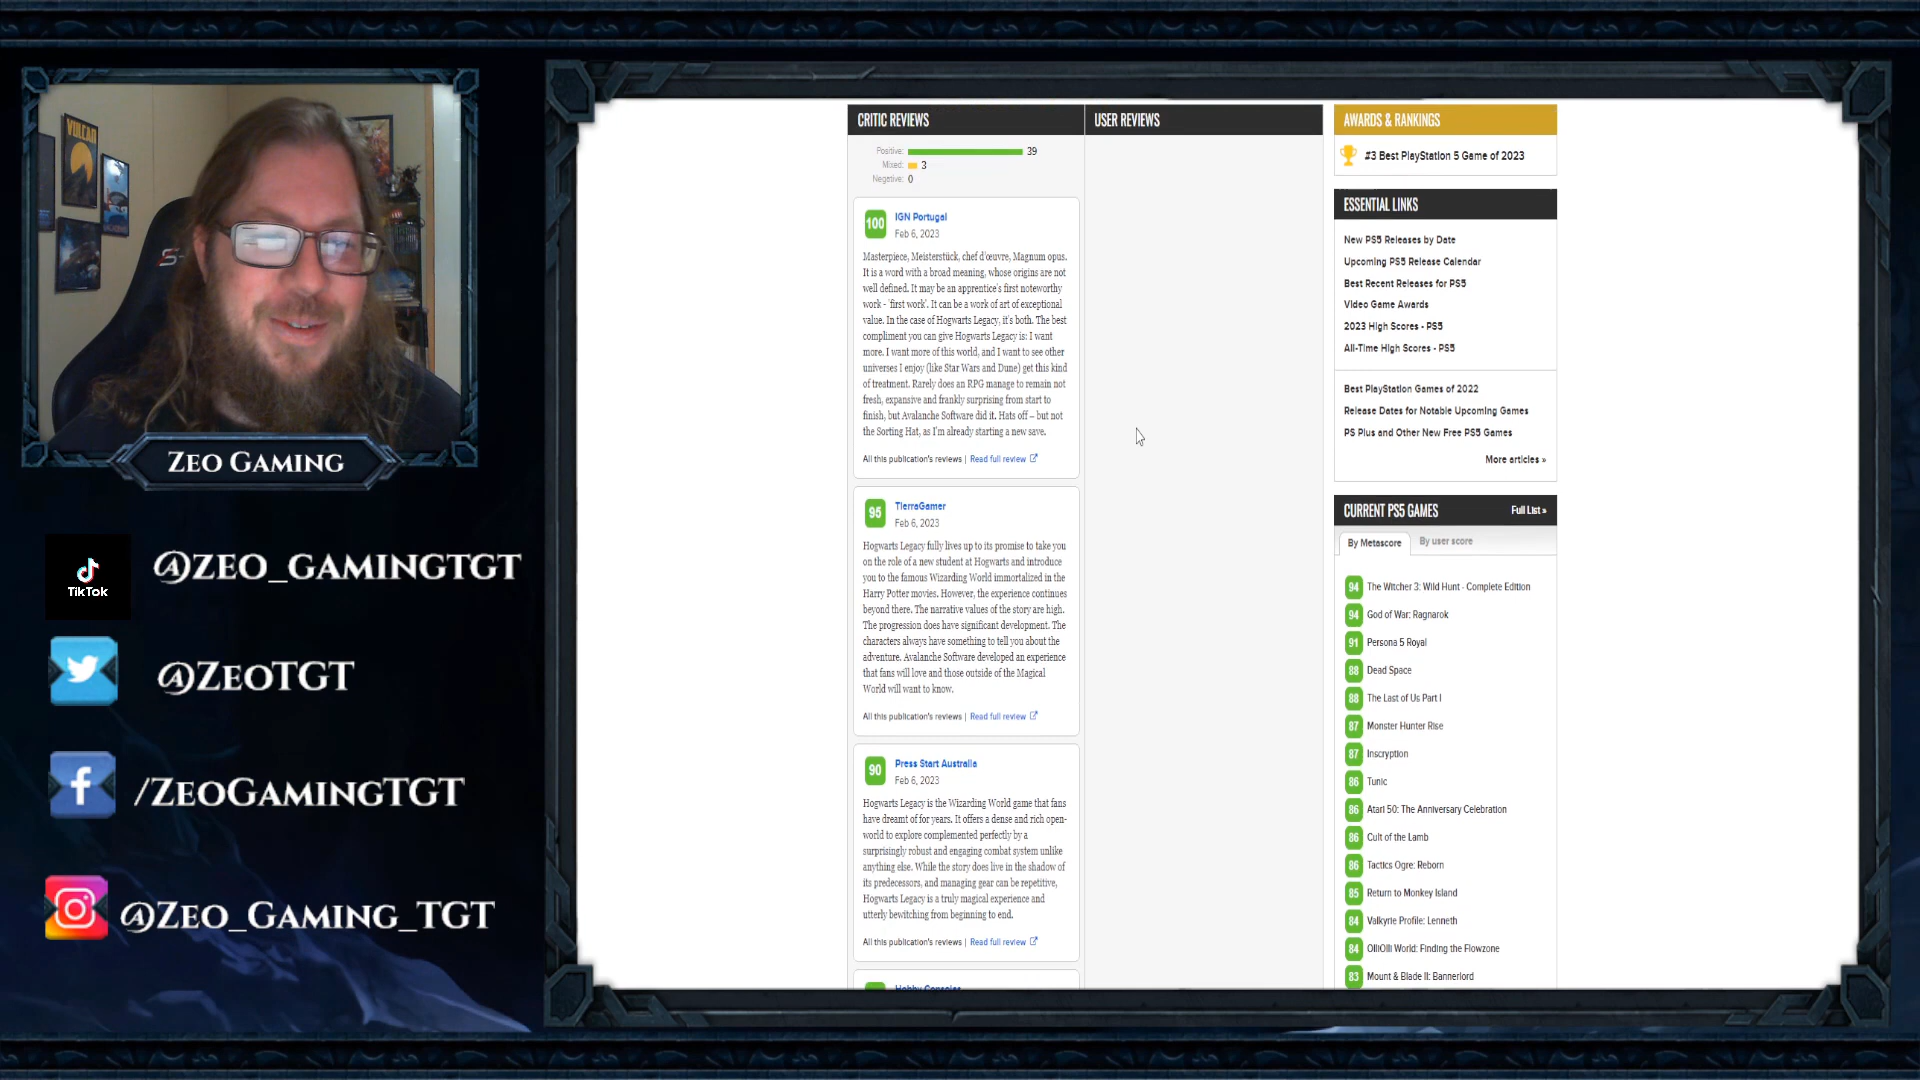 VULCAN
ZEO GAMING
TikTok
@ZEO_GAMINGTGT
@ZEOTGT
/ZEOGAMINGTGT
@ZEO_GAMING_TGT
CRITIC REVIEWS
Positive: 39
Mixed: 3
Negative: 0
100 IGN Portugal
Feb 6, 2023
Masterpiece, Meisterstück, chef d'œuvre, Magnum opus.
It is a word with a broad meaning, whose origins are not
well defined. It may be an apprentice's first noteworthy
work - 'first work'. It can be a work of art of exceptional
value. In the case of Hogwarts Legacy, it's both. The best
compliment you can give Hogwarts Legacy is: I want
more. I want more of this world, and I want to see other
universes I enjoy (like Star Wars and Dune) get this kind
of treatment. Rarely does an RPG manage to remain not
fresh, expansive and frankly surprising from start to
finish, but Avalanche Software did it. Hats off – but not
the Sorting Hat, as I'm already starting a new save.
All this publication's reviews | Read full review
95 TierraGamer
Feb 6, 2023
Hogwarts Legacy fully lives up to its promise to take you
on the role of a new student at Hogwarts and introduce
you to the famous Wizarding World immortalized in the
Harry Potter movies. However, the experience continues
beyond there. The narrative values of the story are high.
The progression does have significant development. The
characters always have something to tell you about the
adventure. Avalanche Software developed an experience
that fans will love and those outside of the Magical
World will want to know.
All this publication's reviews | Read full review
90 Press Start Australia
Feb 6, 2023
Hogwarts Legacy is the Wizarding World game that fans
have dreamt of for years. It offers a dense and rich open-
world to explore complemented perfectly by a
surprisingly robust and engaging combat system unlike
anything else. While the story does live in the shadow of
its predecessors, and managing gear can be repetitive,
Hogwarts Legacy is a truly magical experience and
utterly bewitching from beginning to end.
All this publication's reviews | Read full review
Hobby Consolas
USER REVIEWS
AWARDS & RANKINGS
#3 Best PlayStation 5 Game of 2023
ESSENTIAL LINKS
New PS5 Releases by Date
Upcoming PS5 Release Calendar
Best Recent Releases for PS5
Video Game Awards
2023 High Scores - PS5
All-Time High Scores - PS5
Best PlayStation Games of 2022
Release Dates for Notable Upcoming Games
PS Plus and Other New Free PS5 Games
More articles »
CURRENT PS5 GAMES Full List »
By Metascore By user score
94 The Witcher 3: Wild Hunt - Complete Edition
94 God of War: Ragnarok
91 Persona 5 Royal
88 Dead Space
88 The Last of Us Part I
87 Monster Hunter Rise
87 Inscryption
86 Tunic
86 Atari 50: The Anniversary Celebration
86 Cult of the Lamb
86 Tactics Ogre: Reborn
85 Return to Monkey Island
84 Valkyrie Profile: Lenneth
84 OlliOlli World: Finding the Flowzone
83 Mount & Blade II: Bannerlord